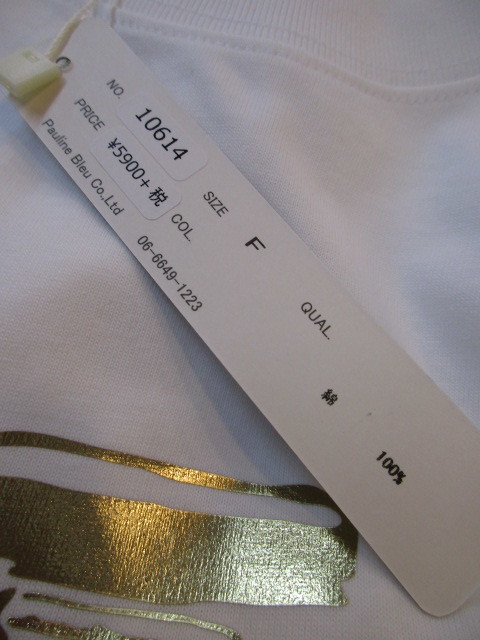 NO. 10614
PRICE ¥5900+税
Pauline Bleu Co.,Ltd
SIZE F
COL.
06-6649-1223
QUAL.
綿 100%